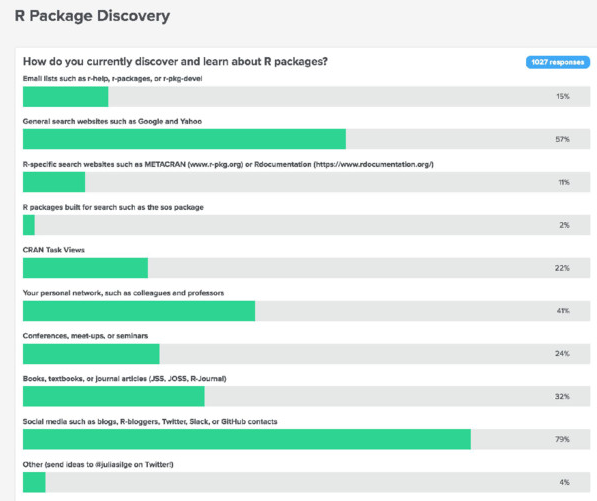 R Package Discovery
How do you currently discover and learn about R packages?
1027 responses
Email lists such as r-help, r-packages, or r-pkg-devel
15%
General search websites such as Google and Yahoo
57%
R-specific search websites such as METACRAN (www.r-pkg.org) or Rdocumentation (https://www.rdocumentation.org/)
11%
R packages built for search such as the sos package
2%
CRAN Task Views
22%
Your personal network, such as colleagues and professors
41%
Conferences, meet-ups, or seminars
24%
Books, textbooks, or journal articles (JSS, JOSS, R-Journal)
32%
Social media such as blogs, R-bloggers, Twitter, Slack, or GitHub contacts
79%
Other (send ideas to @juliasilge on Twitter!)
4%